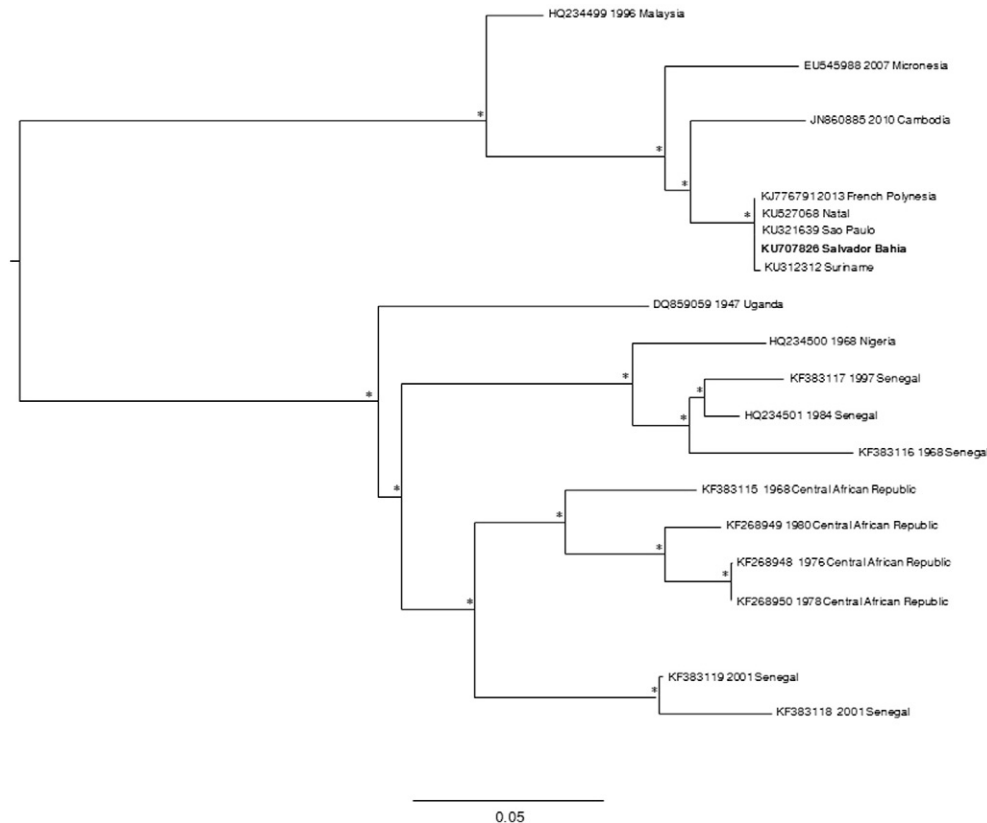 HQ234499 1996 Malaysia
EU545988 2007 Micronesia
JN860885 2010 Cambodia
KJ776791 2013 French Polynesia
KU527068 Natal
KU321639 Sao Paulo
KU707826 Salvador Bahia
KU312312 Suriname
DQ859059 1947 Uganda
HQ234500 1968 Nigeria
KF383117 1997 Senegal
HQ234501 1984 Senegal
KF383116 1968 Senegal
KF383115 1968 Central African Republic
KF268949 1980 Central African Republic
KF268948 1976 Central African Republic
KF268950 1978 Central African Republic
KF383119 2001 Senegal
KF383118 2001 Senegal
0.05